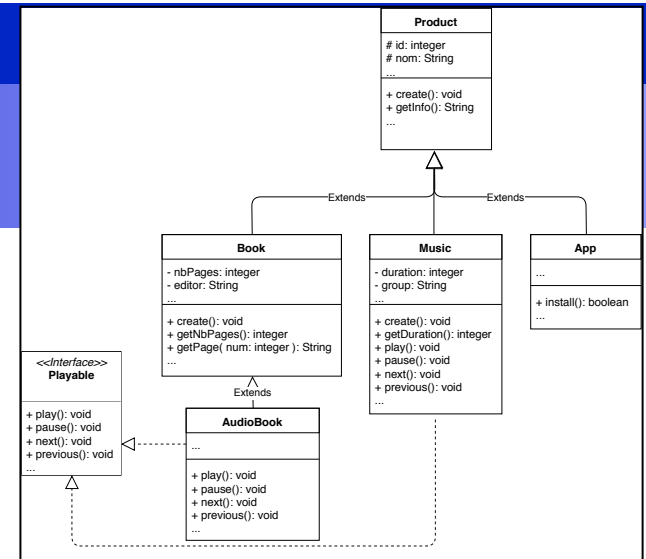 Product
# id: integer
# nom: String
...
+ create(): void
+ getInfo(): String
...
Extends
Extends
Book
- nbPages: integer
- editor: String
...
+ create(): void
+ getNbPages(): integer
+ getPage( num: integer ): String
...
Music
- duration: integer
- group: String
...
+ create(): void
+ getDuration(): integer
+ play(): void
+ pause(): void
+ next(): void
+ previous(): void
...
App
...
+ install(): boolean
...
<<Interface>>
Playable
+ play(): void
+ pause(): void
+ next(): void
+ previous(): void
...
Extends
AudioBook
...
+ play(): void
+ pause(): void
+ next(): void
+ previous(): void
...